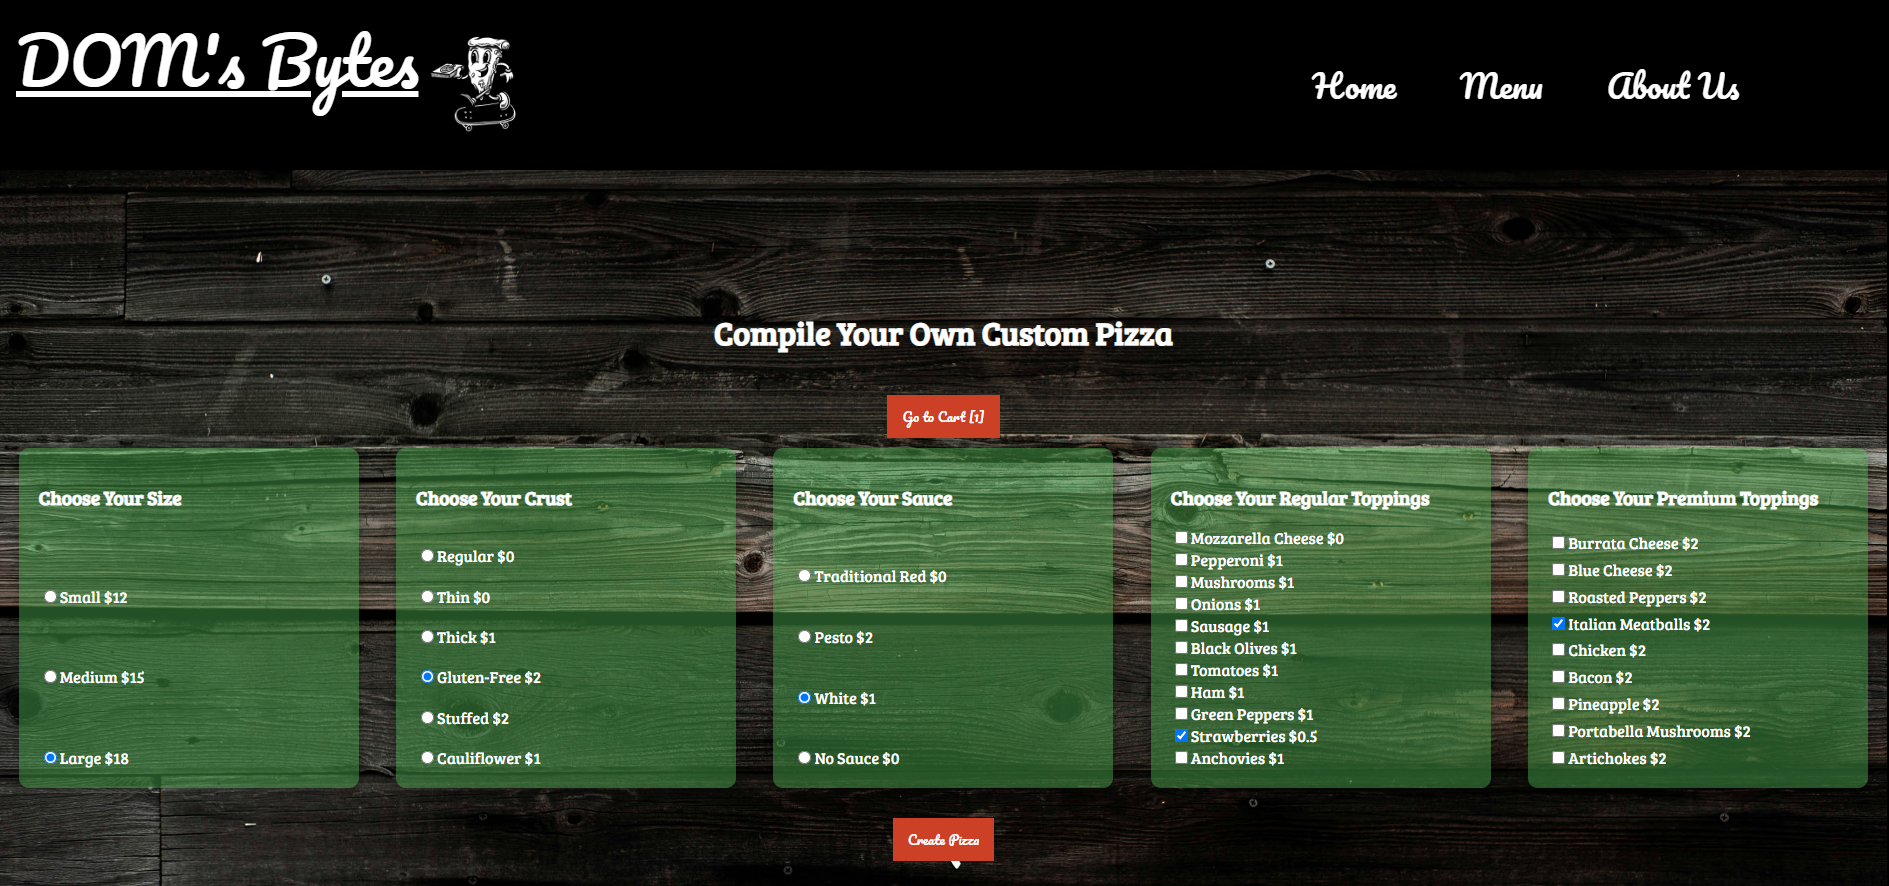 DOM's Bytes
Home Menu About Us
Compile Your Own Custom Pizza
Go to Cart [1]
Choose Your Size
Small $12
Medium $15
Large $18
Choose Your Crust
Regular $0
Thin $0
Thick $1
Gluten-Free $2
Stuffed $2
Cauliflower $1
Choose Your Sauce
Traditional Red $0
Pesto $2
White $1
No Sauce $0
Choose Your Regular Toppings
Mozzarella Cheese $0
Pepperoni $1
Mushrooms $1
Onions $1
Sausage $1
Black Olives $1
Tomatoes $1
Ham $1
Green Peppers $1
Strawberries $0.5
Anchovies $1
Choose Your Premium Toppings
Burrata Cheese $2
Blue Cheese $2
Roasted Peppers $2
Italian Meatballs $2
Chicken $2
Bacon $2
Pineapple $2
Portabella Mushrooms $2
Artichokes $2
Create Pizza